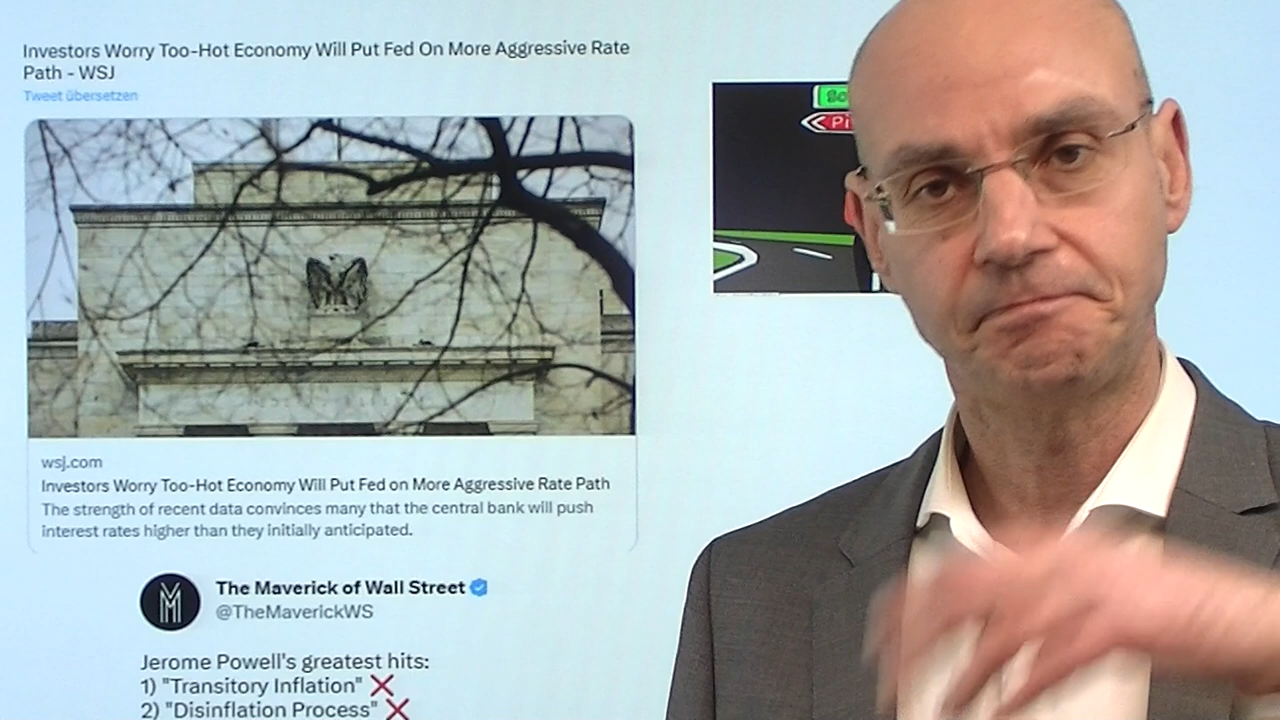 Investors Worry Too-Hot Economy Will Put Fed On More Aggressive Rate
Path - WSJ
Tweet übersetzen
wsj.com
Investors Worry Too-Hot Economy Will Put Fed on More Aggressive Rate Path
The strength of recent data convinces many that the central bank will push
interest rates higher than they initially anticipated.
The Maverick of Wall Street
@TheMaverickWS
Jerome Powell's greatest hits:
1) "Transitory Inflation" ❌
2) "Disinflation Process" ❌